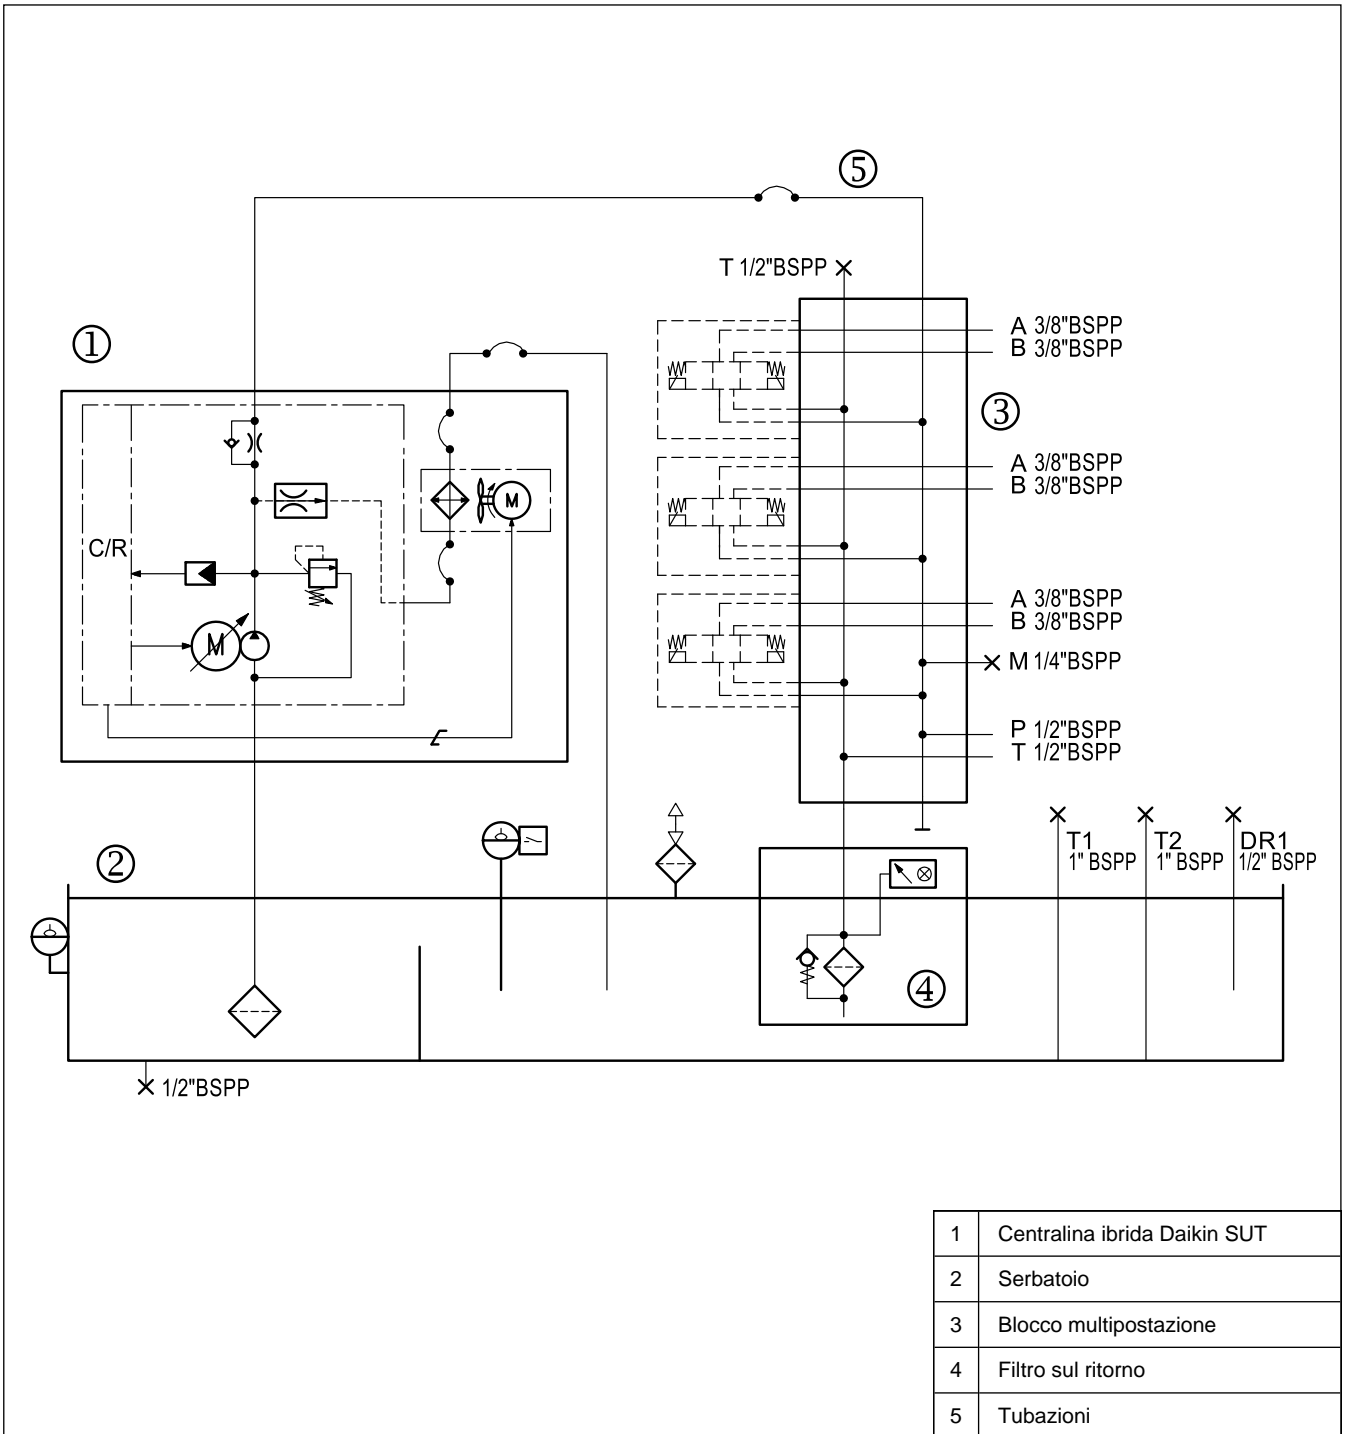 ⑤
T 1/2"BSPP
①
A 3/8"BSPP
B 3/8"BSPP
③
C/R
M
A 3/8"BSPP
B 3/8"BSPP
M
A 3/8"BSPP
B 3/8"BSPP
M 1/4"BSPP
P 1/2"BSPP
T 1/2"BSPP
②
T1
1" BSPP
T2
1" BSPP
DR1
1/2" BSPP
④
1/2"BSPP
1 Centralina ibrida Daikin SUT
2 Serbatoio
3 Blocco multipostazione
4 Filtro sul ritorno
5 Tubazioni